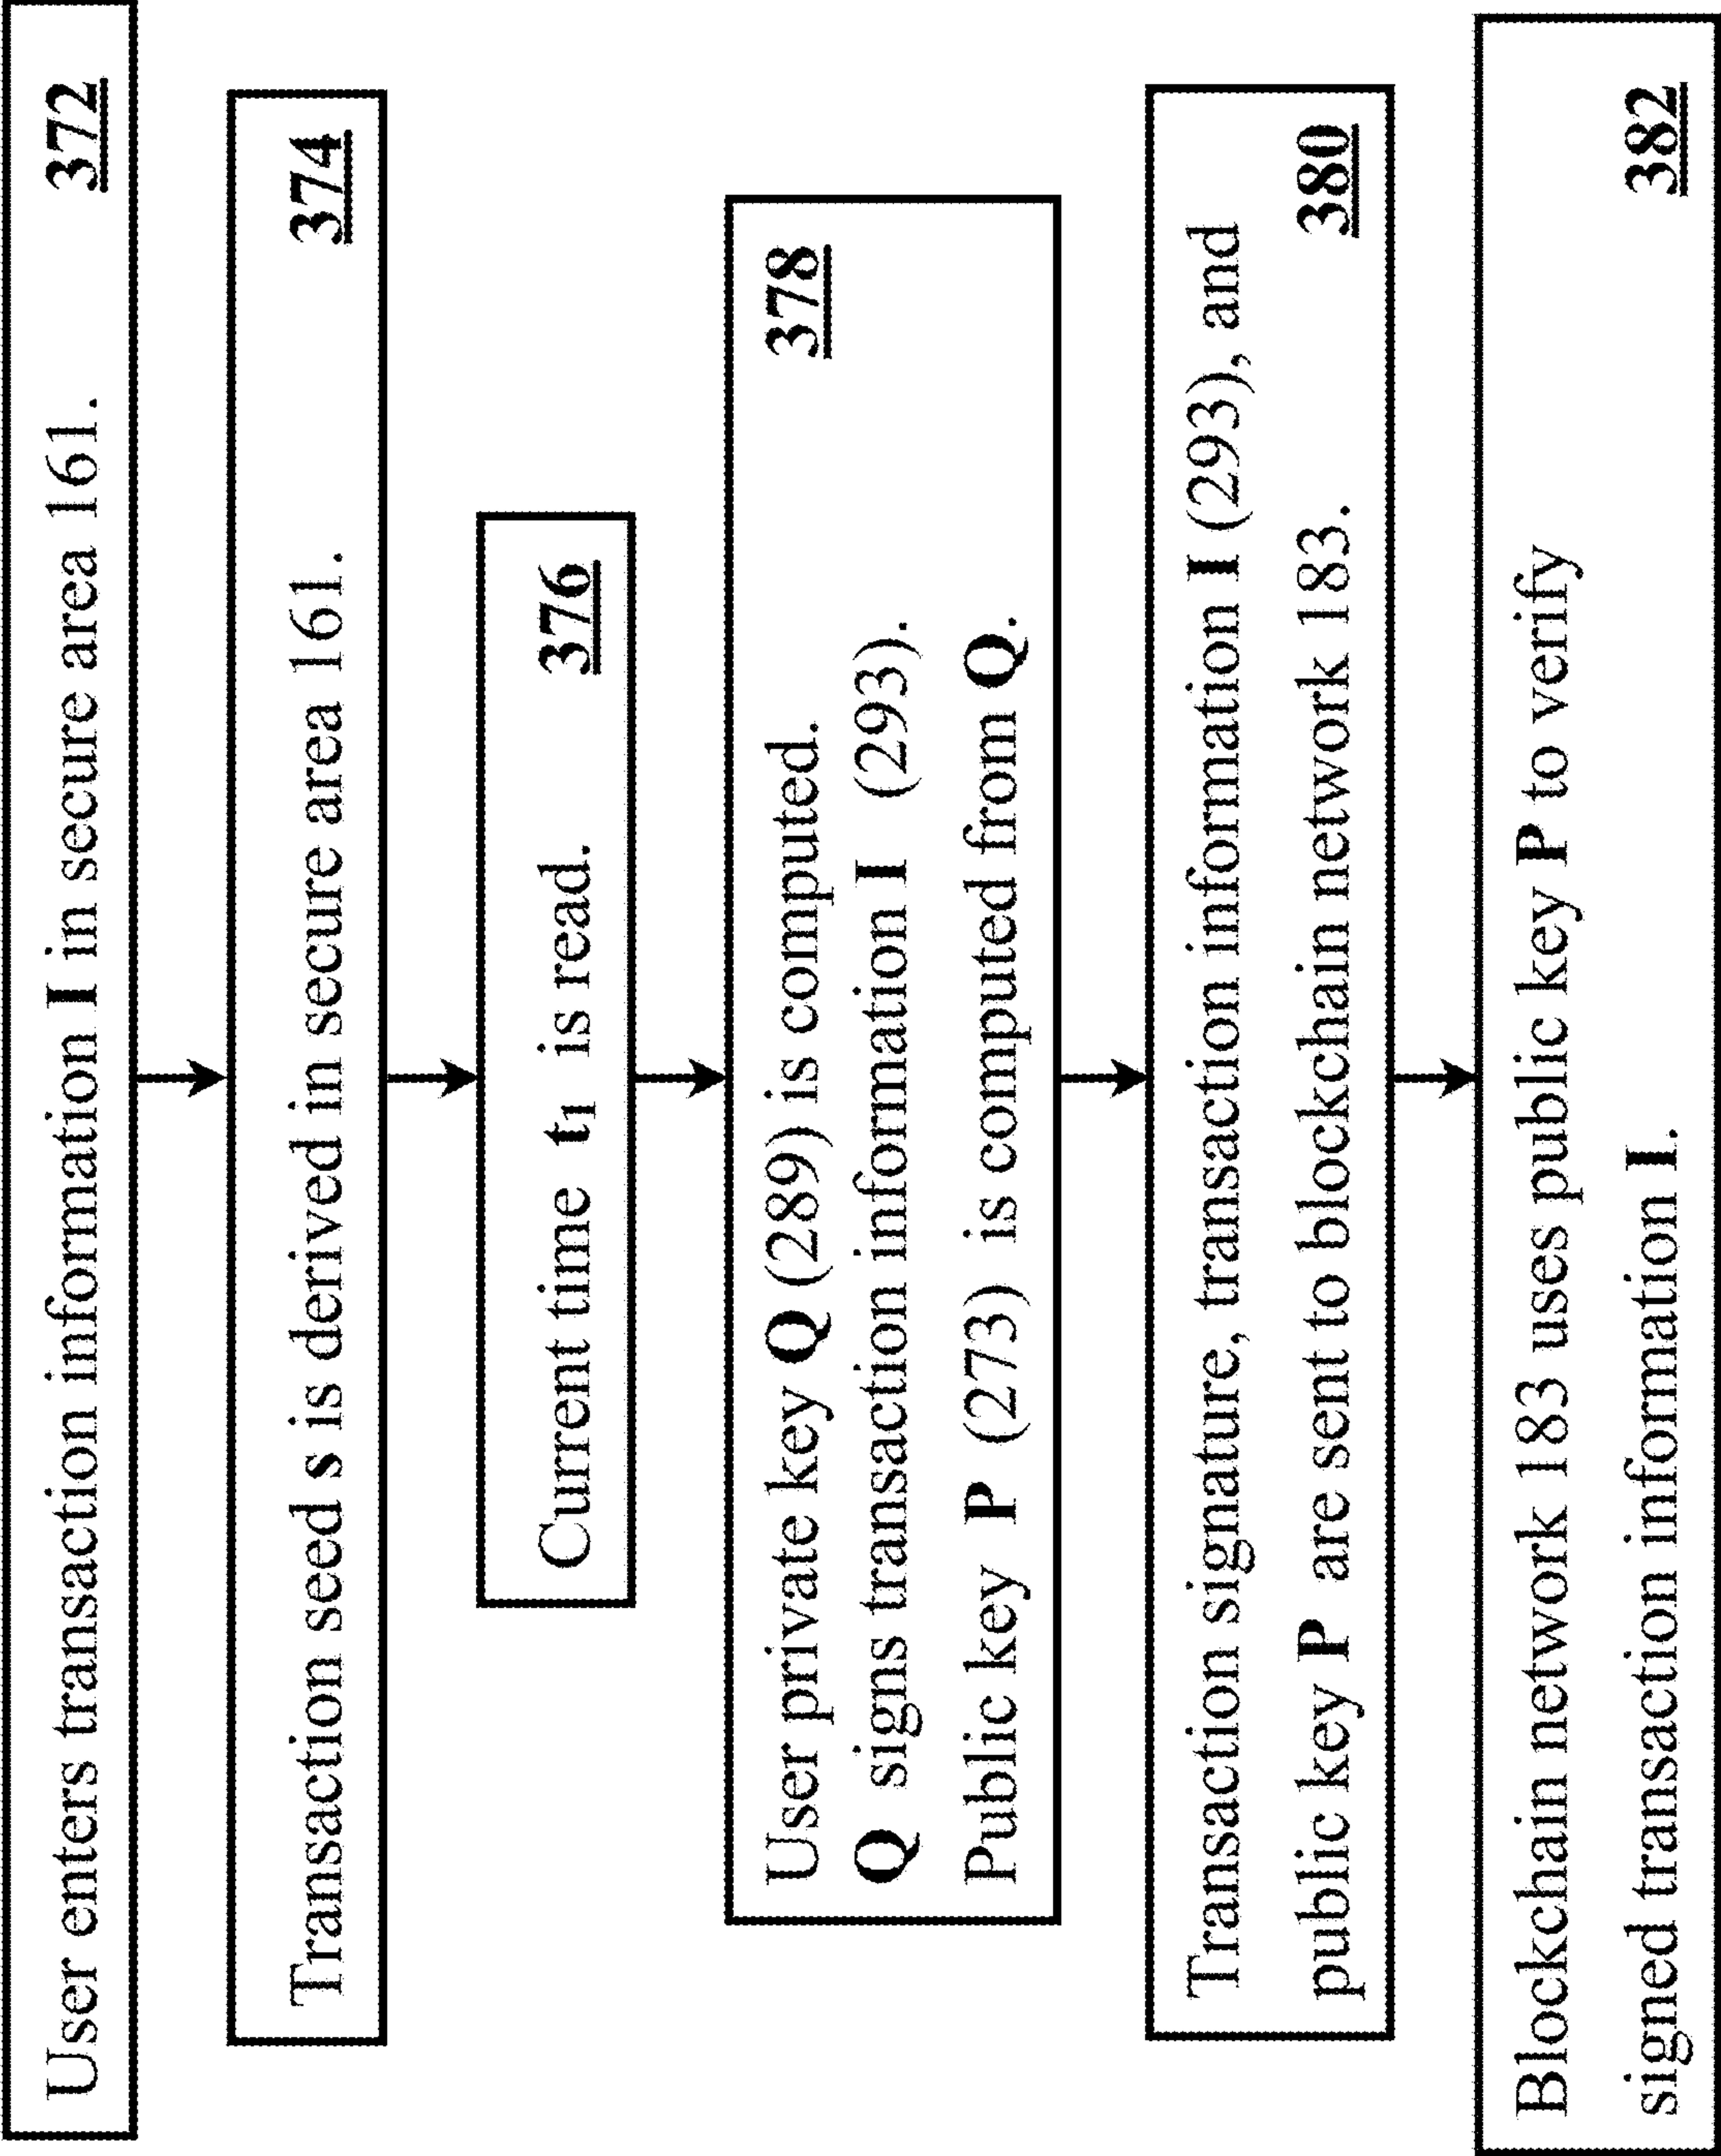 User enters transaction information I in secure area 161. 372
Transaction seed s is derived in secure area 161. 374
Current time t₁ is read. 376
User private key Q (289) is computed. 378
Q signs transaction information I (293).
Public key P (273) is computed from Q.
Transaction signature, transaction information I (293), and
public key P are sent to blockchain network 183. 380
Blockchain network 183 uses public key P to verify
signed transaction information I. 382